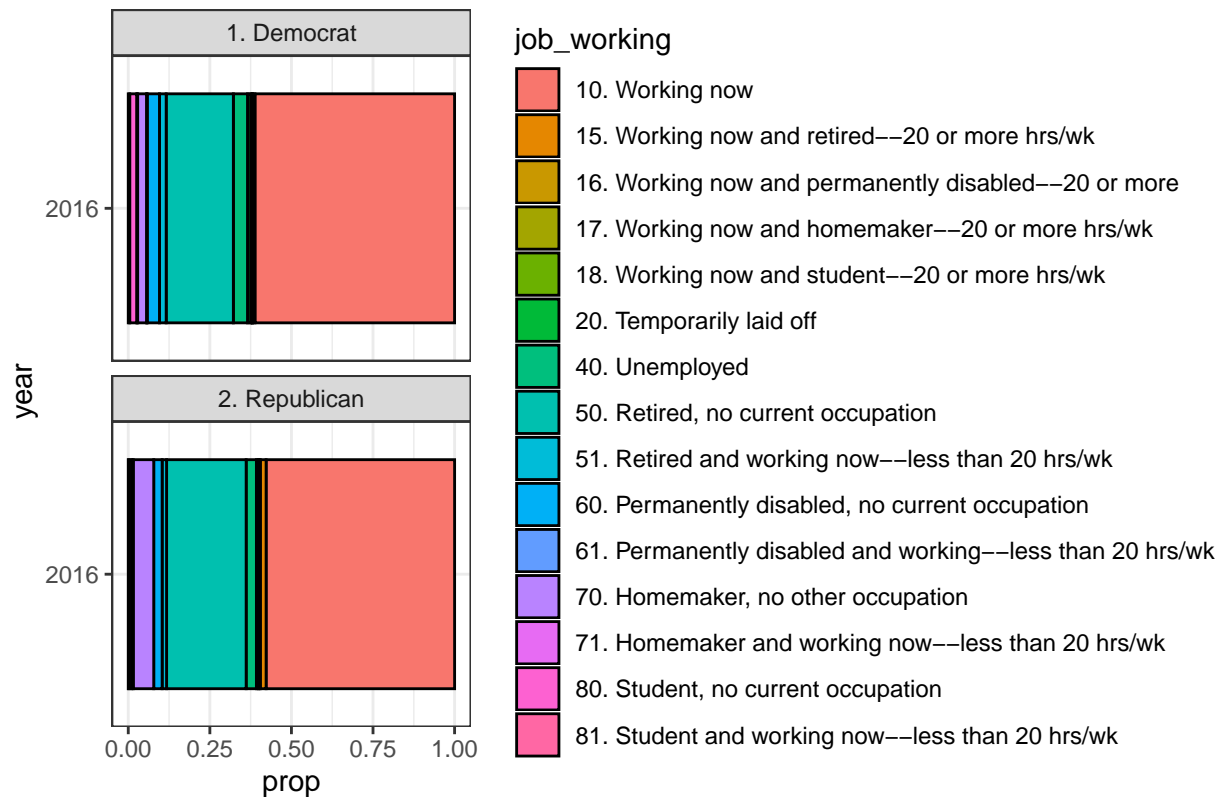 1. Democrat
2016
year
2. Republican
2016
0.00 0.25 0.50 0.75 1.00
prop
job_working
10. Working now
15. Working now and retired−−20 or more hrs/wk
16. Working now and permanently disabled−−20 or more
17. Working now and homemaker−−20 or more hrs/wk
18. Working now and student−−20 or more hrs/wk
20. Temporarily laid off
40. Unemployed
50. Retired, no current occupation
51. Retired and working now−−less than 20 hrs/wk
60. Permanently disabled, no current occupation
61. Permanently disabled and working−−less than 20 hrs/wk
70. Homemaker, no other occupation
71. Homemaker and working now−−less than 20 hrs/wk
80. Student, no current occupation
81. Student and working now−−less than 20 hrs/wk